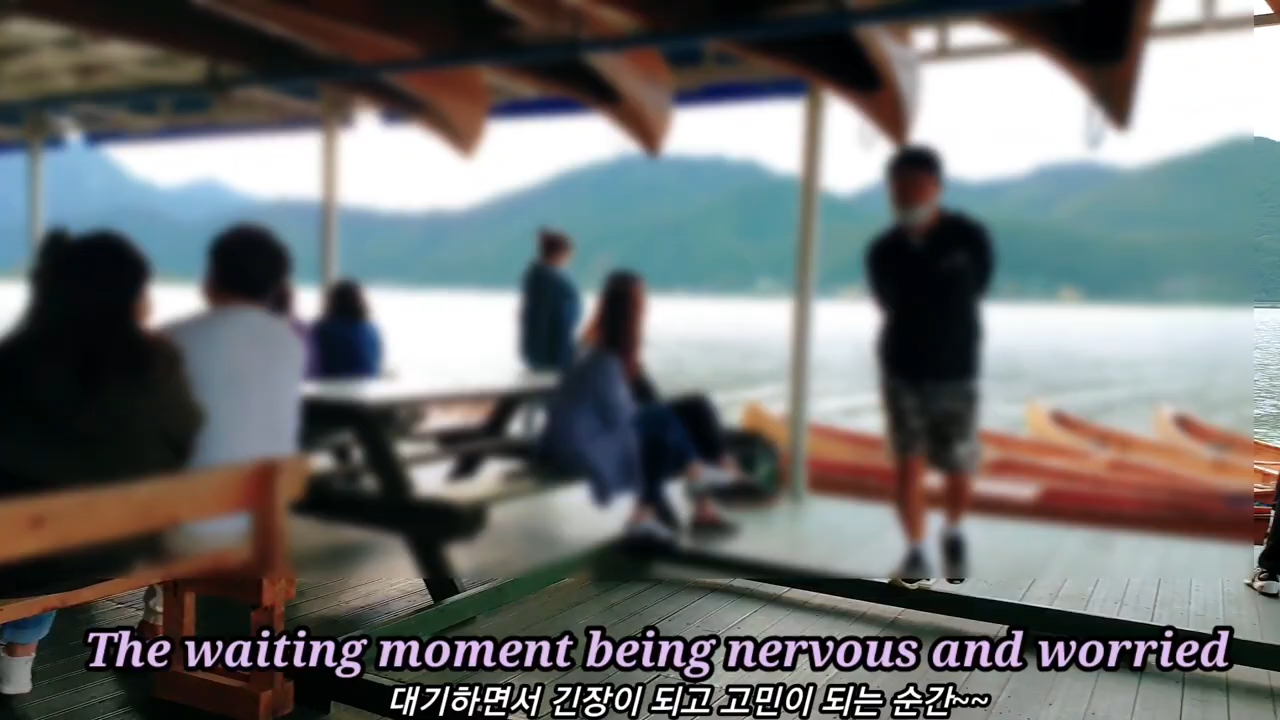 The waiting moment being nervous and worried
대기하면서 긴장이 되고 고민이 되는 순간~~